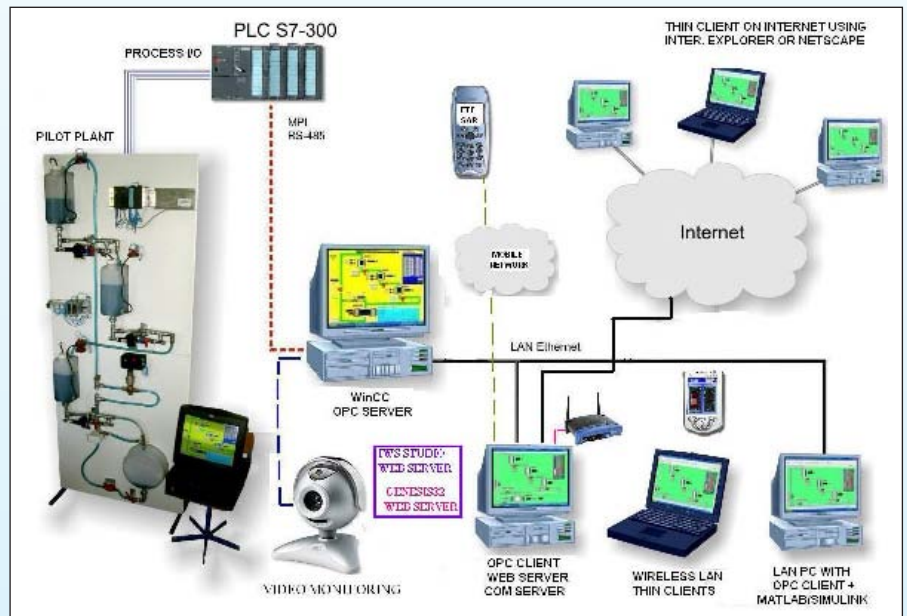 PLC S7-300
THIN CLIENT ON INTERNET USING
INTER. EXPLORER OR NETSCAPE
PROCESS I/O
MPI
RS-485
PILOT PLANT
Internet
MOBILE
NETWORK
LAN Ethernet
WinCC
OPC SERVER
IWS STUDIO
WEB SERVER
GENESIS32
WEB SERVER
OPC CLIENT
WEB SERVER
COM SERVER
WIRELESS LAN
THIN CLIENTS
LAN PC WITH
OPC CLIENT +
MATLAB/SIMULINK
VIDEO MONITORING